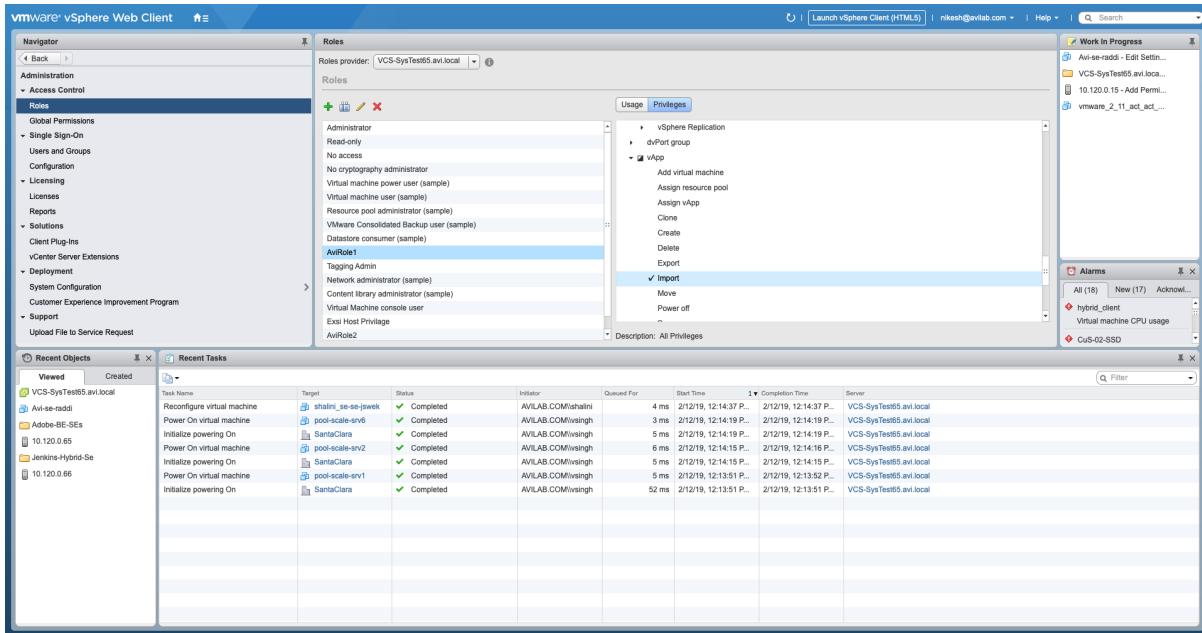 vmware® vSphere Web Client
Launch vSphere Client (HTML5) | nikesh@avilab.com | Help | Search
Navigator
Back
Administration
Access Control
Roles
Global Permissions
Single Sign-On
Users and Groups
Configuration
Licensing
Licenses
Reports
Solutions
Client Plug-Ins
vCenter Server Extensions
Deployment
System Configuration
Customer Experience Improvement Program
Support
Upload File to Service Request
Roles
Roles provider: VCS-SysTest65.avi.local
Roles
Administrator
Read-only
No access
No cryptography administrator
Virtual machine power user (sample)
Virtual machine user (sample)
Resource pool administrator (sample)
VMware Consolidated Backup user (sample)
Datastore consumer (sample)
AviRole1
Tagging Admin
Network administrator (sample)
Content library administrator (sample)
Virtual Machine console user
Exsi Host Privilage
AviRole2
Usage Privileges
vSphere Replication
dvPort group
vApp
Add virtual machine
Assign resource pool
Assign vApp
Clone
Create
Delete
Export
Import
Move
Power off
Description: All Privileges
Work In Progress
Avi-se-raddi - Edit Settin...
VCS-SysTest65.avi.loca...
10.120.0.15 - Add Permi...
vmware_2_11_act_act_...
Alarms
All (18) New (17) Acknowl...
hybrid_client
Virtual machine CPU usage
CuS-02-SSD
Recent Objects
Viewed Created
VCS-SysTest65.avi.local
Avi-se-raddi
Adobe-BE-SEs
10.120.0.65
Jenkins-Hybrid-Se
10.120.0.66
Recent Tasks
Filter
Task Name Target Status Initiator Queued For Start Time 1 Completion Time Server
Reconfigure virtual machine shalini_se-se-jswek Completed AVILAB.COM\\shalini 4 ms 2/12/19, 12:14:37 P... 2/12/19, 12:14:37 P... VCS-SysTest65.avi.local
Power On virtual machine pool-scale-srv6 Completed AVILAB.COM\\vsingh 3 ms 2/12/19, 12:14:19 P... 2/12/19, 12:14:19 P... VCS-SysTest65.avi.local
Initialize powering On SantaClara Completed AVILAB.COM\\vsingh 5 ms 2/12/19, 12:14:19 P... 2/12/19, 12:14:19 P... VCS-SysTest65.avi.local
Power On virtual machine pool-scale-srv2 Completed AVILAB.COM\\vsingh 6 ms 2/12/19, 12:14:15 P... 2/12/19, 12:14:16 P... VCS-SysTest65.avi.local
Initialize powering On SantaClara Completed AVILAB.COM\\vsingh 5 ms 2/12/19, 12:14:15 P... 2/12/19, 12:14:15 P... VCS-SysTest65.avi.local
Power On virtual machine pool-scale-srv1 Completed AVILAB.COM\\vsingh 5 ms 2/12/19, 12:13:51 P... 2/12/19, 12:13:52 P... VCS-SysTest65.avi.local
Initialize powering On SantaClara Completed AVILAB.COM\\vsingh 52 ms 2/12/19, 12:13:51 P... 2/12/19, 12:13:51 P... VCS-SysTest65.avi.local